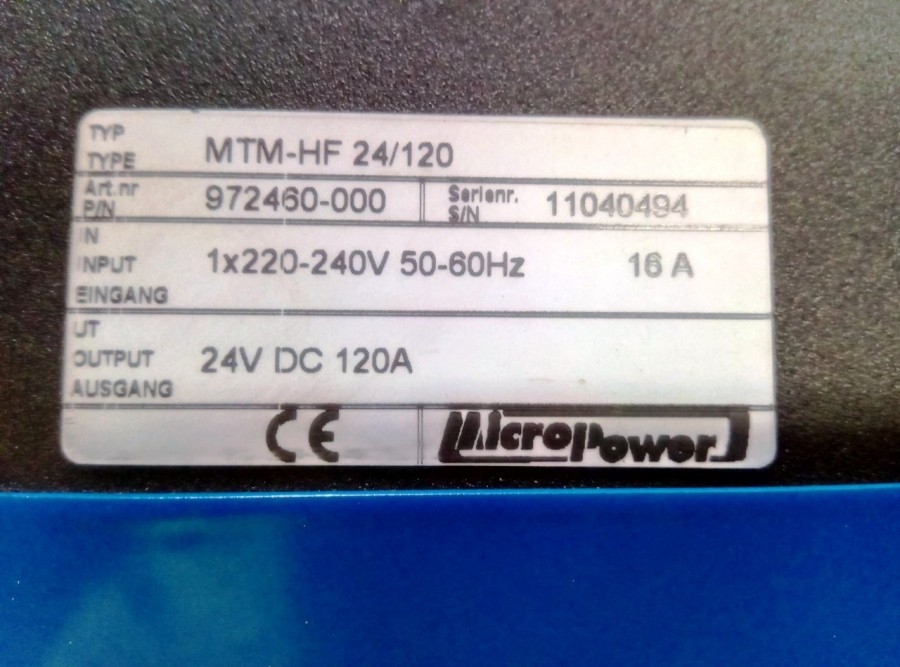 TYP
TYPE MTM-HF 24/120
Art.nr
P/N 972460-000
Serienr.
S/N 11040494
IN
INPUT 1x220-240V 50-60Hz 16 A
EINGANG
UT
OUTPUT 24V DC 120A
AUSGANG
CE MicroPower